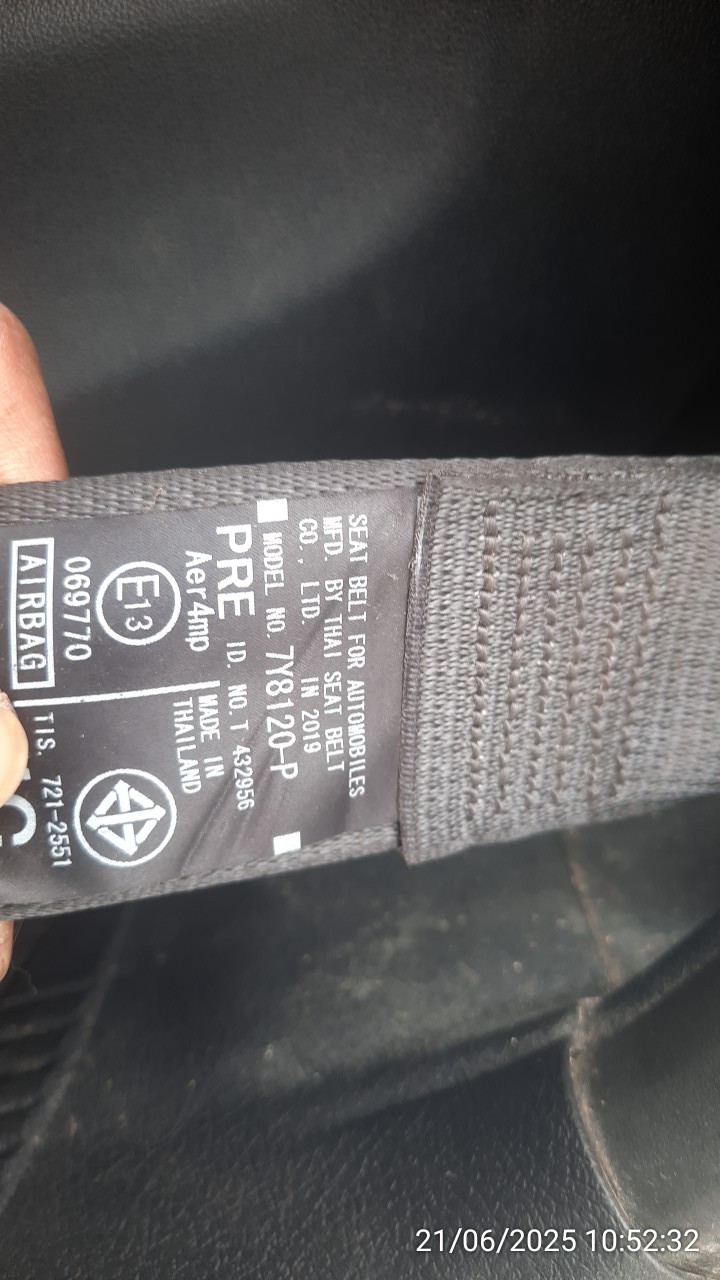 SEAT BELT FOR AUTOMOBILES
MFD. BY THAI SEAT BELT
CO., LTD. IN 2019
MODEL NO. 7Y8120-P
PRE ID. NO.T 432956
Aer4mp
MADE IN
THAILAND
E13
069770
AIRBAG
TIS. 721-2551
21/06/2025 10:52:32